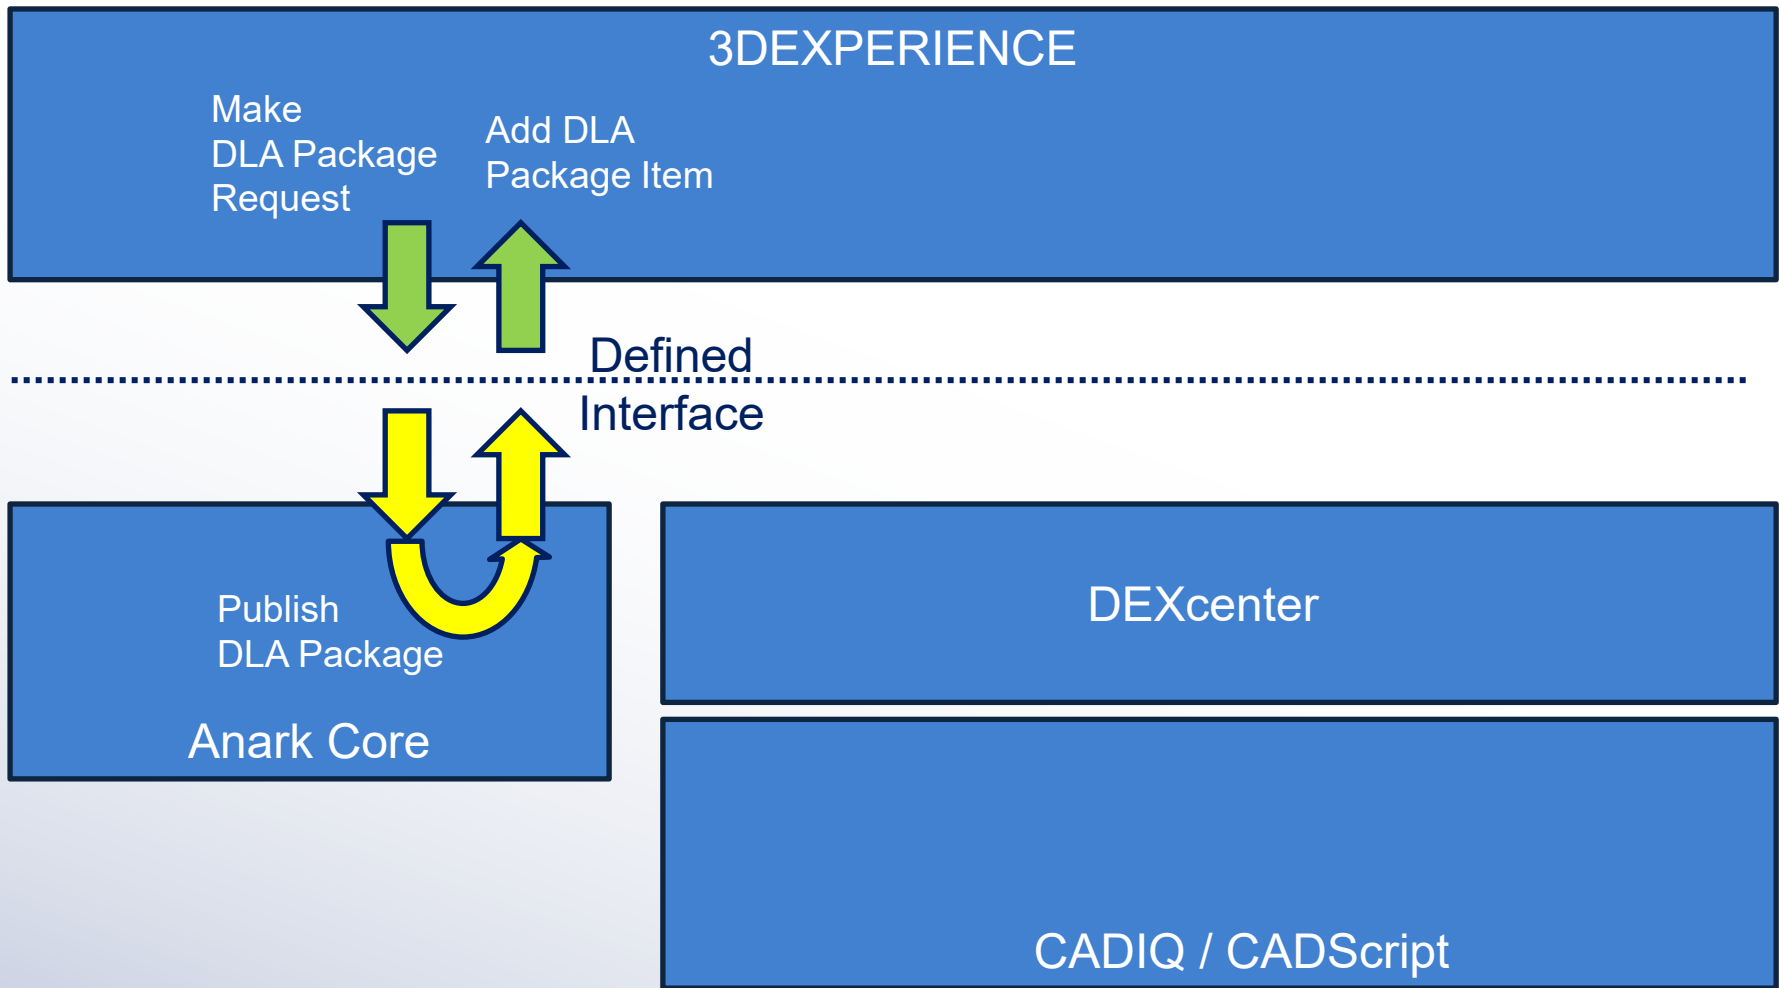 3DEXPERIENCE
Make
DLA Package
Request
Add DLA
Package Item
Defined
Interface
Publish
DLA Package
Anark Core
DEXcenter
CADIQ / CADScript